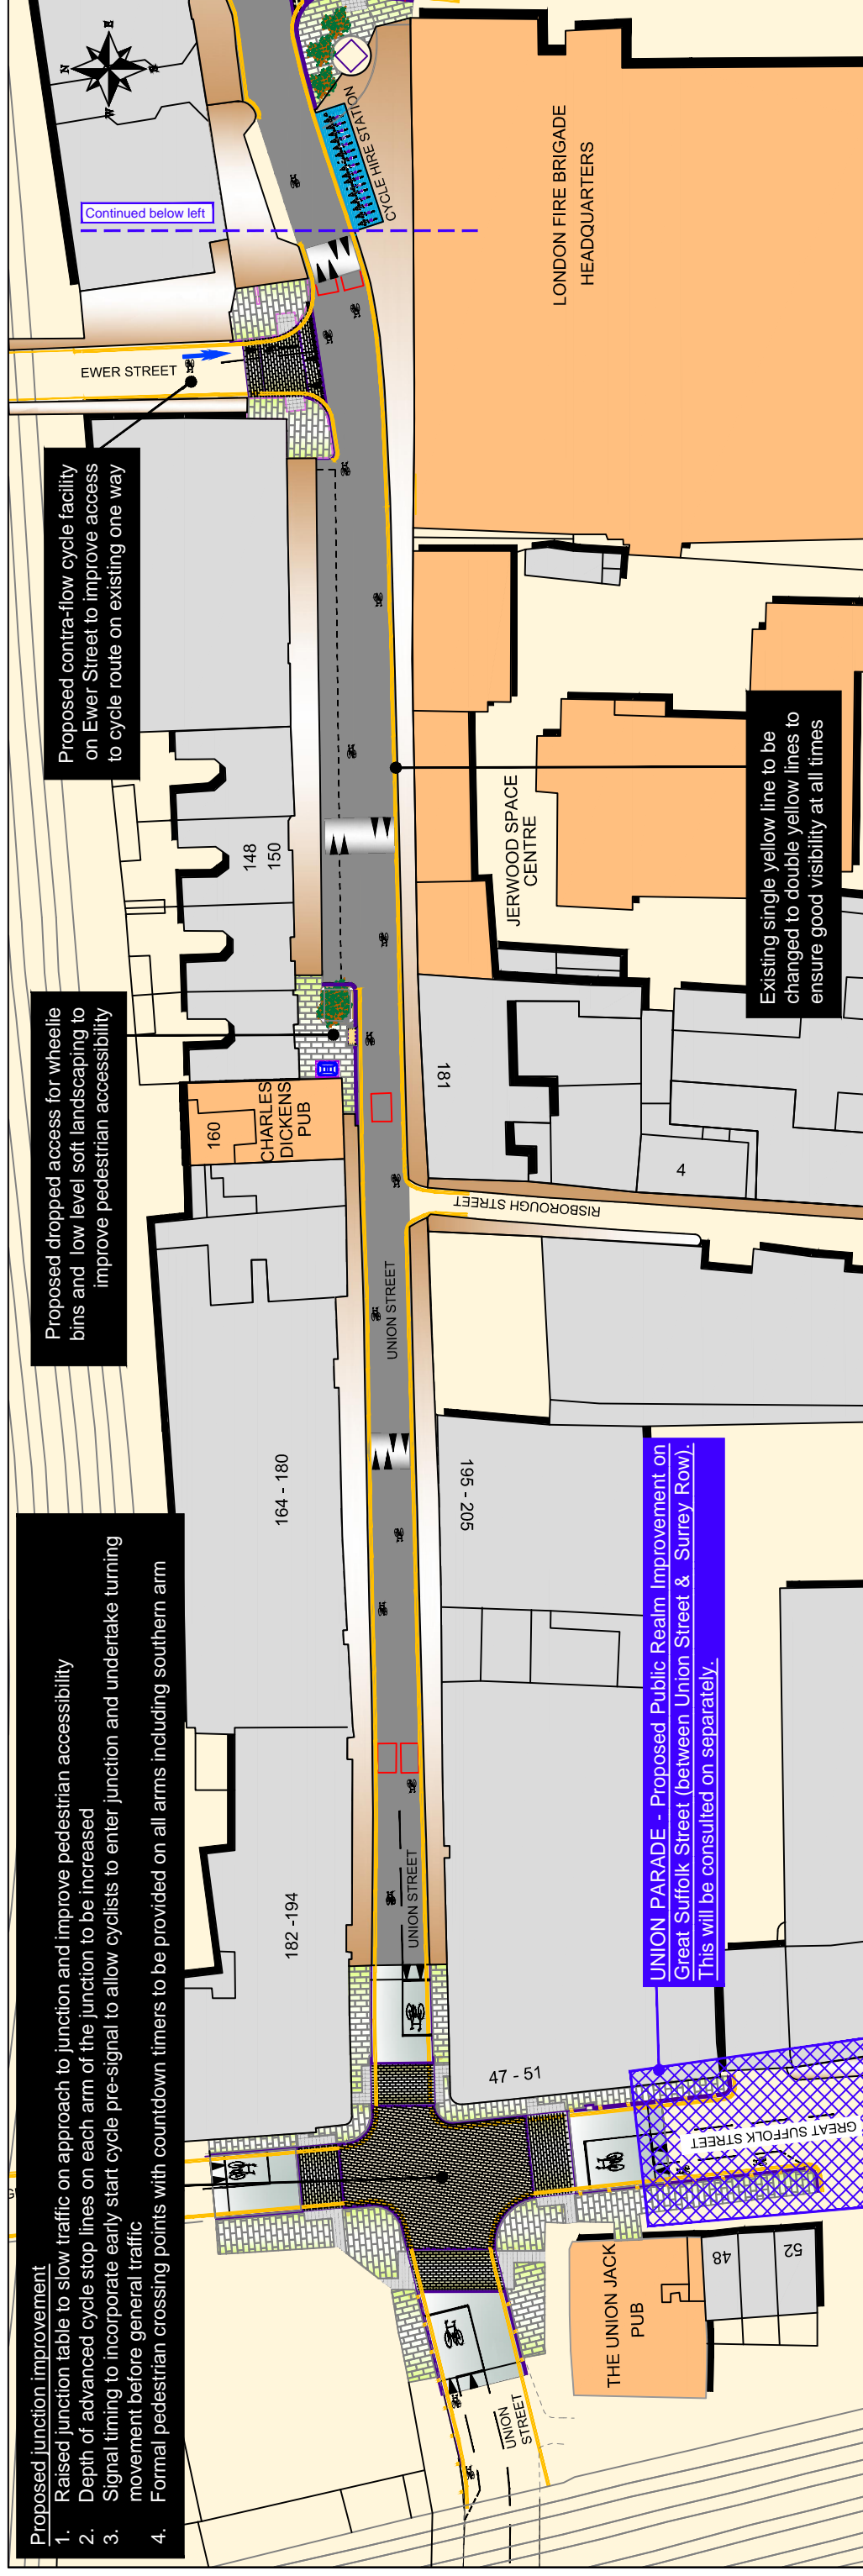 Proposed junction improvement
1. Raised junction table to slow traffic on approach to junction and improve pedestrian accessibility
2. Depth of advanced cycle stop lines on each arm of the junction to be increased
3. Signal timing to incorporate early start cycle pre-signal to allow cyclists to enter junction and undertake turning
movement before general traffic
4. Formal pedestrian crossing points with countdown timers to be provided on all arms including southern arm
Proposed dropped access for wheelie
bins and low level soft landscaping to
improve pedestrian accessibility
Proposed contra-flow cycle facility
on Ewer Street to improve access
to cycle route on existing one way
N
E
W
S
Continued below left
EWER STREET
CYCLE HIRE STATION
LONDON FIRE BRIGADE
HEADQUARTERS
148
150
160
CHARLES
DICKENS
PUB
164 - 180
182 -194
UNION STREET
UNION STREET
UNION
STREET
181
4
RISBOROUGH STREET
JERWOOD SPACE
CENTRE
195 - 205
47 - 51
GREAT SUFFOLK STREET
THE UNION JACK
PUB
48
52
UNION PARADE - Proposed Public Realm Improvement on
Great Suffolk Street (between Union Street & Surrey Row).
This will be consulted on separately.
Existing single yellow line to be
changed to double yellow lines to
ensure good visibility at all times